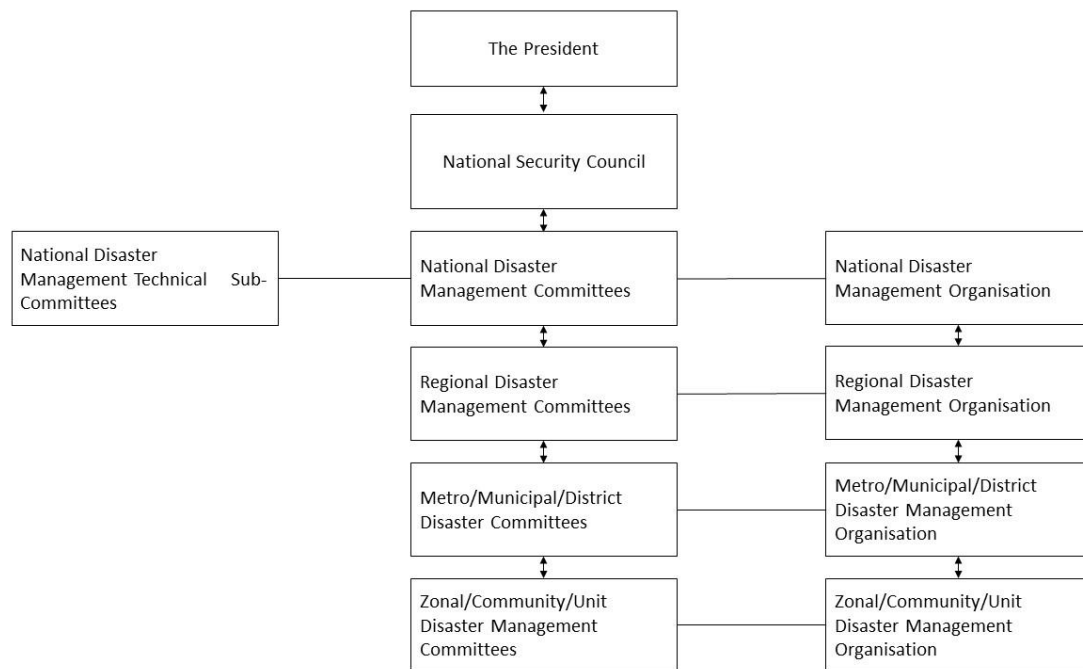 The President
National Security Council
National Disaster
Management Technical Sub-
Committees
National Disaster
Management Committees
National Disaster
Management Organisation
Regional Disaster
Management Committees
Regional Disaster
Management Organisation
Metro/Municipal/District
Disaster Committees
Metro/Municipal/District
Disaster Management
Organisation
Zonal/Community/Unit
Disaster Management
Committees
Zonal/Community/Unit
Disaster Management
Organisation